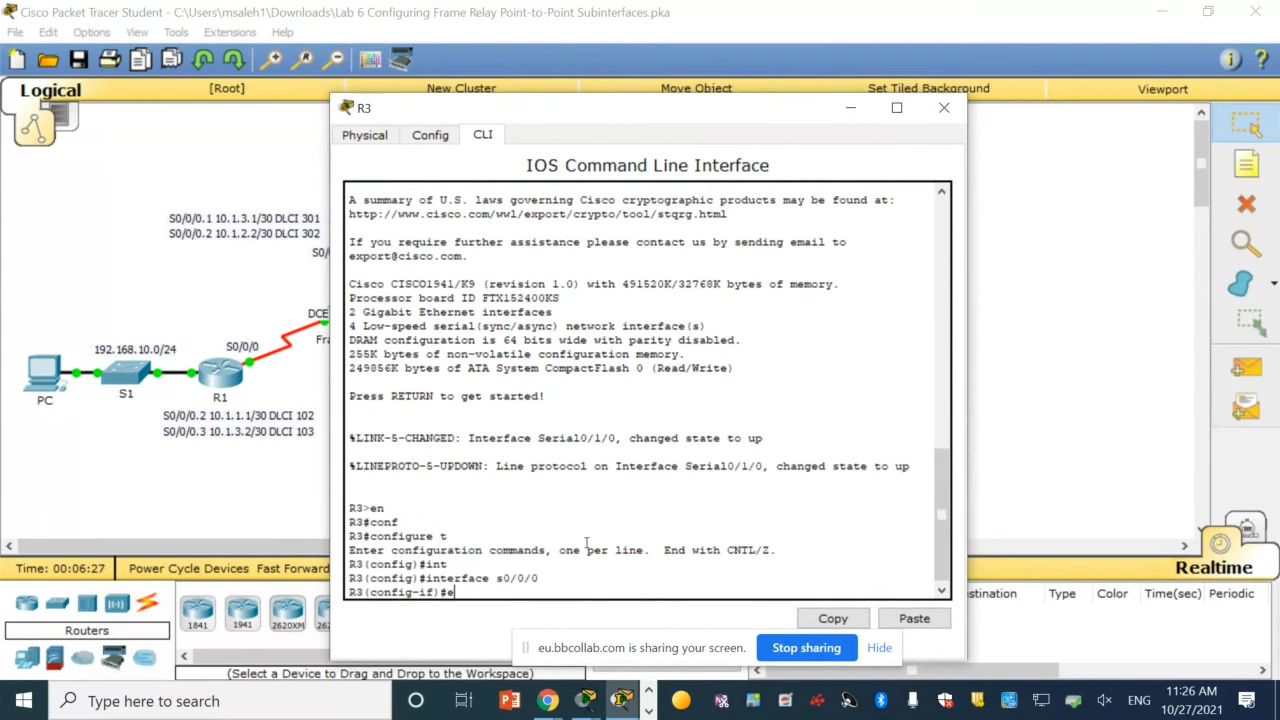 Cisco Packet Tracer Student - C:\Users\msaleh1\Downloads\Lab 6 Configuring Frame Relay Point-to-Point Subinterfaces.pka
File Edit Options View Tools Extensions Help
Logical [Root] New Cluster Move Object Set Tiled Background Viewport
R3
Physical Config CLI
IOS Command Line Interface
A summary of U.S. laws governing Cisco cryptographic products may be found at:
http://www.cisco.com/wwl/export/crypto/tool/stqrg.html
If you require further assistance please contact us by sending email to
export@cisco.com.
Cisco CISCO1941/K9 (revision 1.0) with 491520K/32768K bytes of memory.
Processor board ID FTX152400KS
2 Gigabit Ethernet interfaces
4 Low-speed serial(sync/async) network interface(s)
DRAM configuration is 64 bits wide with parity disabled.
255K bytes of non-volatile configuration memory.
249856K bytes of ATA System CompactFlash 0 (Read/Write)
Press RETURN to get started!
%LINK-5-CHANGED: Interface Serial0/1/0, changed state to up
%LINEPROTO-5-UPDOWN: Line protocol on Interface Serial0/1/0, changed state to up
R3>en
R3#conf
R3#configure t
Enter configuration commands, one per line.  End with CNTL/Z.
R3(config)#int
R3(config)#interface s0/0/0
R3(config-if)#e
Copy Paste
S0/0/0.1 10.1.3.1/30 DLCI 301
S0/0/0.2 10.1.2.2/30 DLCI 302
S0/
DCE
Fra
192.168.10.0/24 S0/0/0
PC S1 R1
S0/0/0.2 10.1.1.1/30 DLCI 102
S0/0/0.3 10.1.3.2/30 DLCI 103
Time: 00:06:27 Power Cycle Devices Fast Forward
Realtime
Routers
1841 1941 2620XM 262
(Select a Device to Drag and Drop to the Workspace)
stination Type Color Time(sec) Periodic
eu.bbcollab.com is sharing your screen. Stop sharing Hide
Type here to search
ENG
11:26 AM
10/27/2021